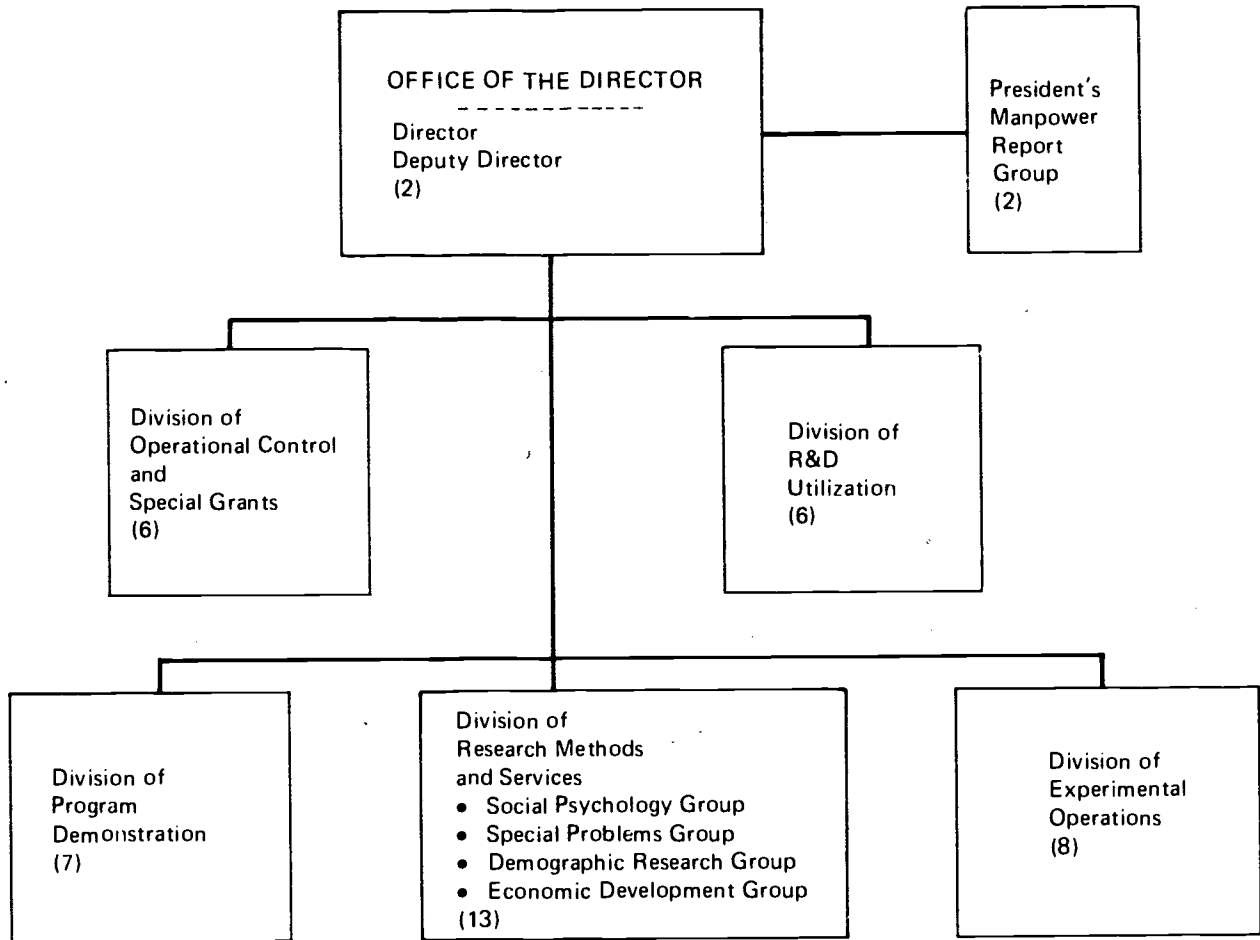 OFFICE OF THE DIRECTOR
Director
Deputy Director
(2)
President's
Manpower
Report
Group
(2)
Division of
Operational Control
and
Special Grants
(6)
Division of
R&D
Utilization
(6)
Division of
Program
Demonstration
(7)
Division of
Research Methods
and Services
• Social Psychology Group
• Special Problems Group
• Demographic Research Group
• Economic Development Group
(13)
Division of
Experimental
Operations
(8)